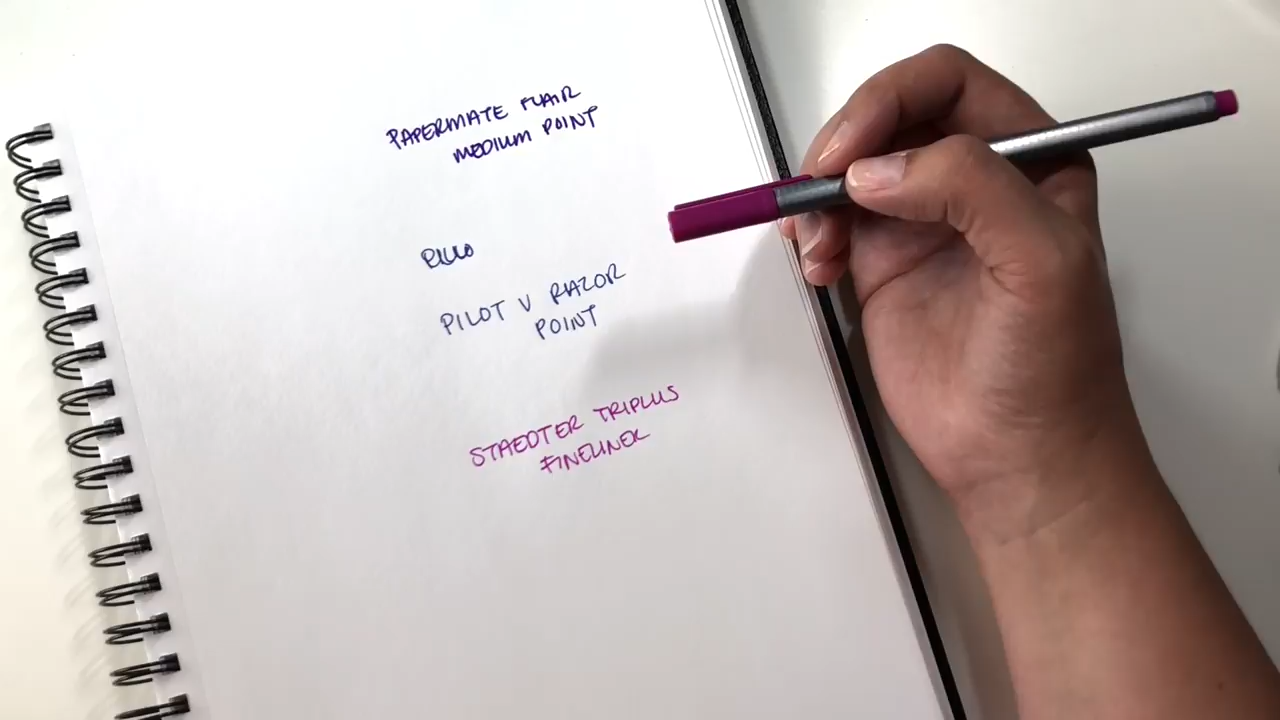 PAPERMATE FLAIR
MEDIUM POINT
PILOT V RAZOR
POINT
STAEDTER TRIPLUS
FINELINER